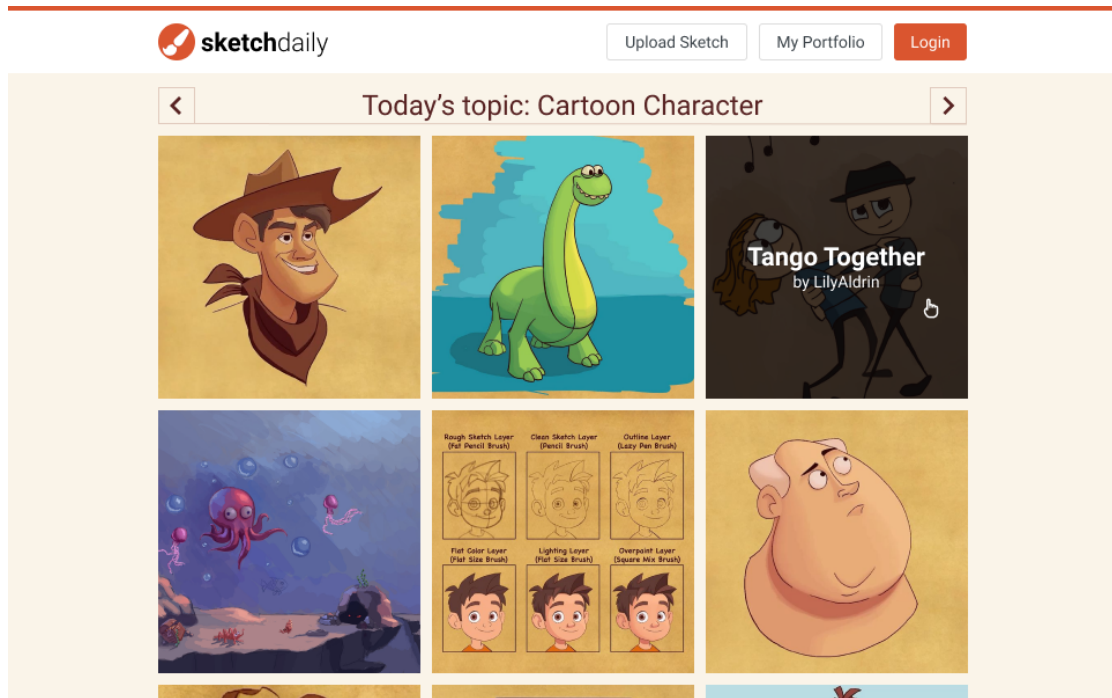 sketchdaily
Upload Sketch
My Portfolio
Login
Today's topic: Cartoon Character
Tango Together
by LilyAldrin
Rough Sketch Layer
(Fat Pencil Brush)
Clean Sketch Layer
(Pencil Brush)
Outline Layer
(Lazy Pen Brush)
Flat Color Layer
(Flat Size Brush)
Lighting Layer
(Flat Size Brush)
Overpaint Layer
(Square Mix Brush)